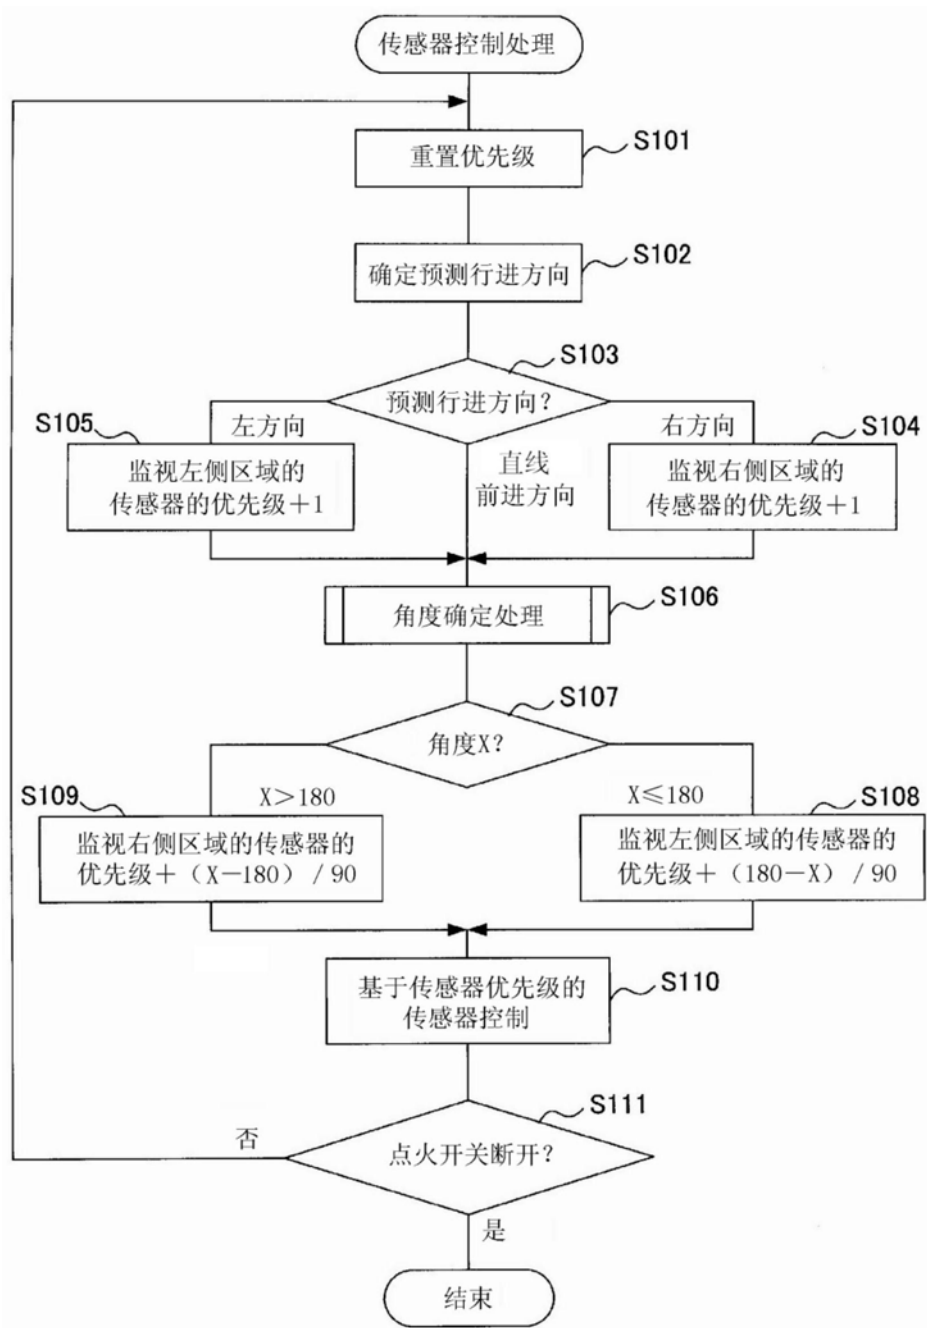 传感器控制处理
重置优先级
S101
确定预测行进方向
S102
S103
预测行进方向？
左方向
右方向
S105
S104
监视左侧区域的
传感器的优先级＋1
直线
前进方向
监视右侧区域的
传感器的优先级＋1
角度确定处理
S106
S107
角度X？
X＞180
X≤180
S109
S108
监视右侧区域的传感器的
优先级＋（X－180）／90
监视左侧区域的传感器的
优先级＋（180－X）／90
基于传感器优先级的
传感器控制
S110
S111
否
点火开关断开？
是
结束